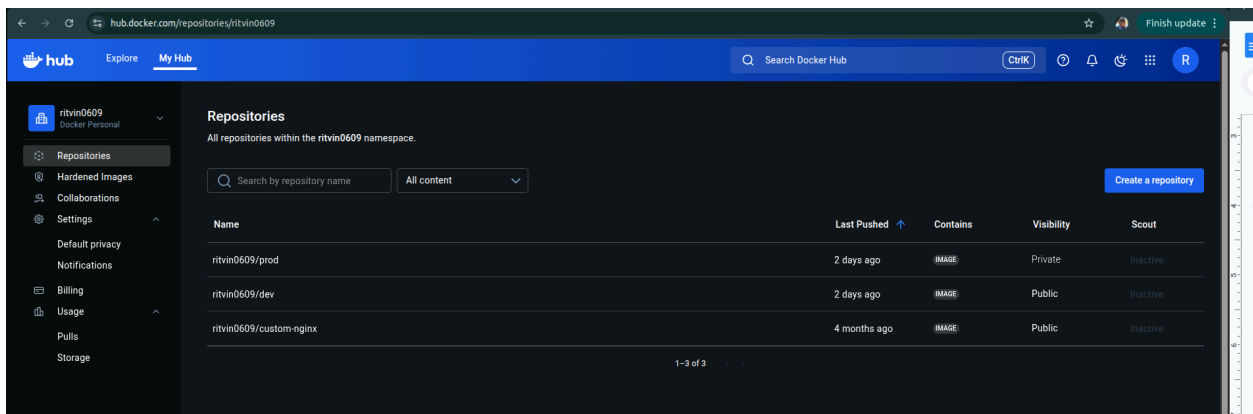 hub.docker.com/repositories/ritvin0609 Finish update
hub Explore My Hub Search Docker Hub CtrlK R
ritvin0609
Docker Personal
Repositories
Hardened Images
Collaborations
Settings
Default privacy
Notifications
Billing
Usage
Pulls
Storage
Repositories
All repositories within the ritvin0609 namespace.
Search by repository name All content Create a repository
Name Last Pushed Contains Visibility Scout
ritvin0609/prod 2 days ago IMAGE Private Inactive
ritvin0609/dev 2 days ago IMAGE Public Inactive
ritvin0609/custom-nginx 4 months ago IMAGE Public Inactive
1–3 of 3
3
4
5
6